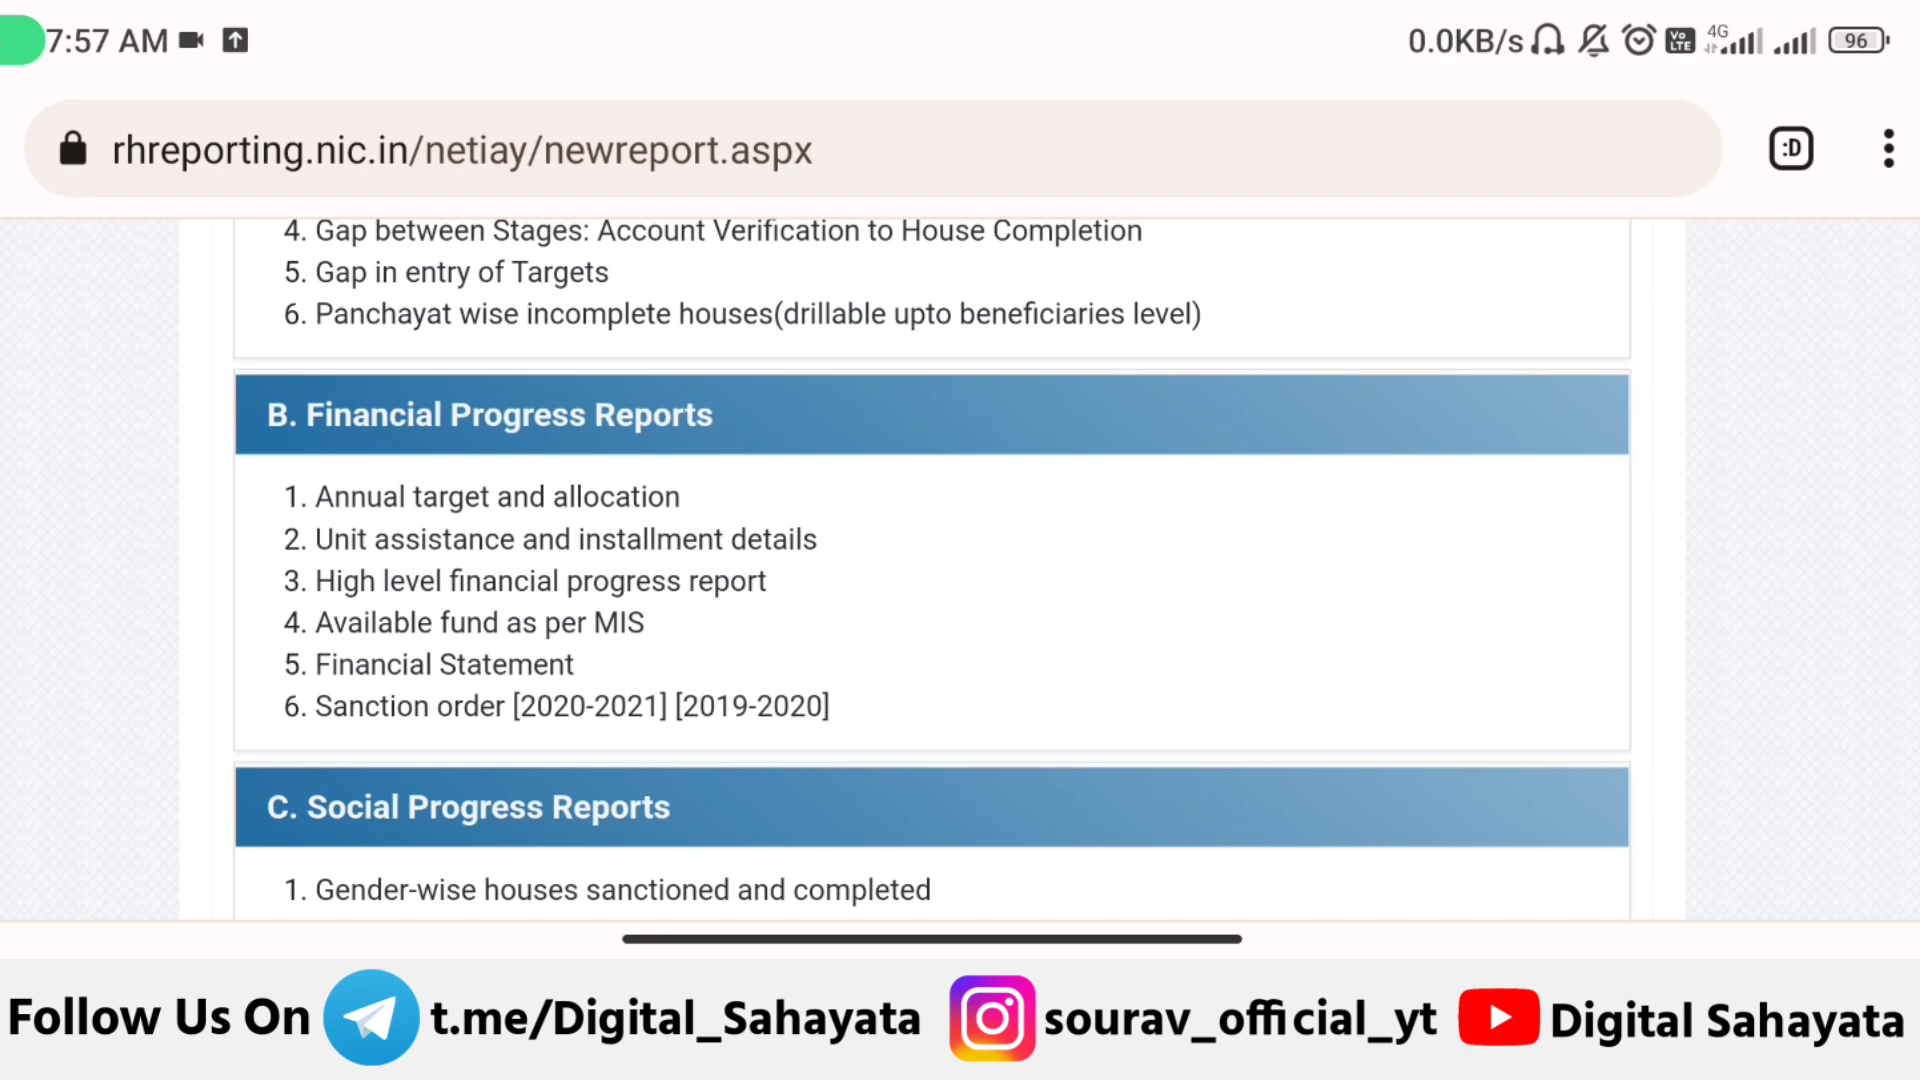 7:57 AM
0.0KB/s
Vo LTE
4G
96
rhreporting.nic.in/netiay/newreport.aspx
:D
4. Gap between Stages: Account Verification to House Completion
5. Gap in entry of Targets
6. Panchayat wise incomplete houses(drillable upto beneficiaries level)
B. Financial Progress Reports
1. Annual target and allocation
2. Unit assistance and installment details
3. High level financial progress report
4. Available fund as per MIS
5. Financial Statement
6. Sanction order [2020-2021] [2019-2020]
C. Social Progress Reports
1. Gender-wise houses sanctioned and completed
Follow Us On t.me/Digital_Sahayata sourav_official_yt Digital Sahayata